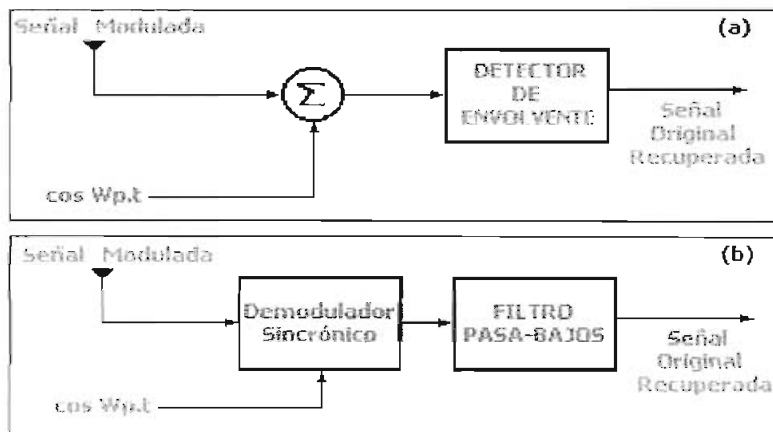 Señal Modulada
(a)
Σ
DETECTOR
DE
ENVOLVENTE
Señal
Original
Recuperada
cos Wp.t
Señal Modulada
(b)
Demodulador
Sincrónico
FILTRO
PASA-BAJOS
Señal
Original
Recuperada
cos Wp.t